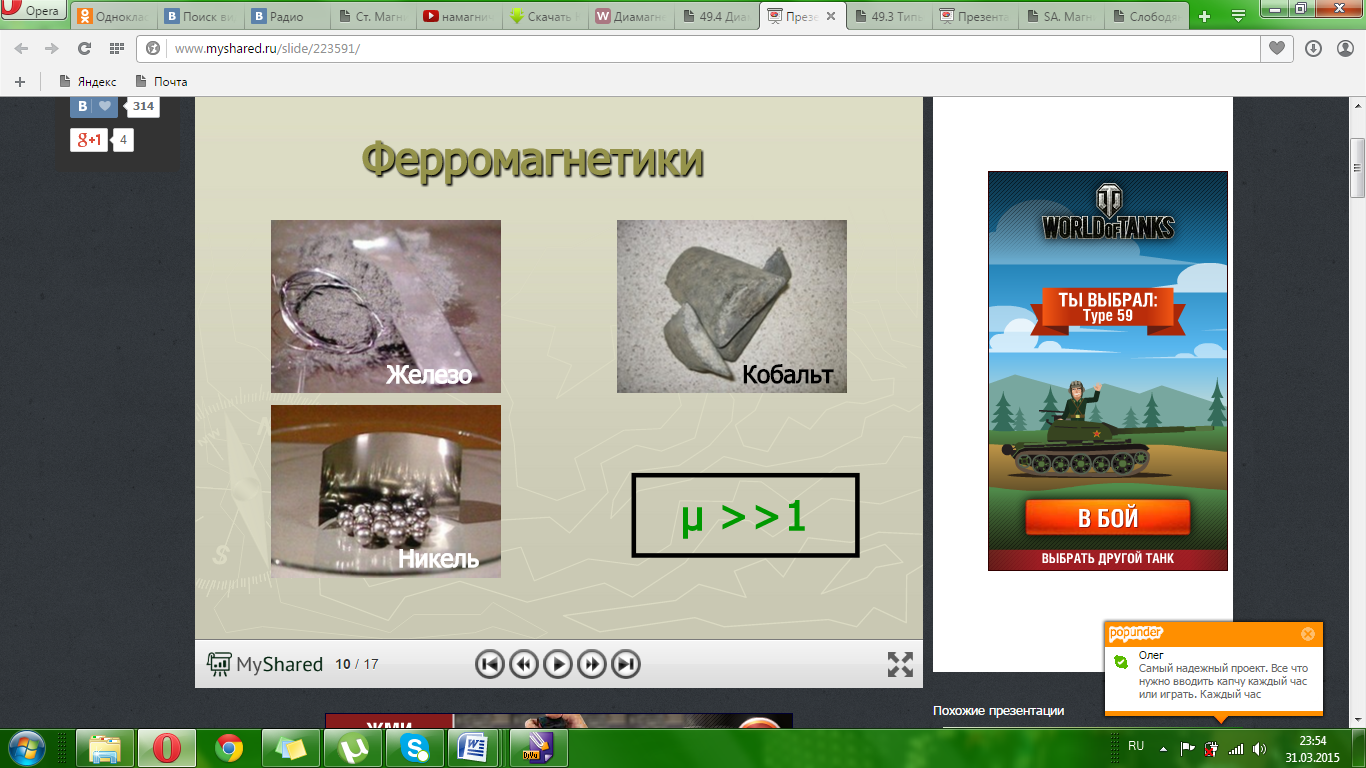 Opera
Однокла
Поиск ви
Радио
Ст. Магн
намагнич
Скачать
Диамагн
49.4 Диа
Презе
49.3 Типы
Презента
SA. Магн
Слободя
www.myshared.ru/slide/223591/
Яндекс
Почта
В
314
g+1
4
Ферромагнетики
Железо
Кобальт
Никель
µ >>1
MyShared
10 / 17
WORLD OF TANKS
ТЫ ВЫБРАЛ:
Type 59
В БОЙ
ВЫБРАТЬ ДРУГОЙ ТАНК
popunder
Олег
Самый надежный проект. Все что
нужно вводить капчу каждый час
или играть. Каждый час
Похожие презентации
ЖМИ
RU
23:54
31.03.2015